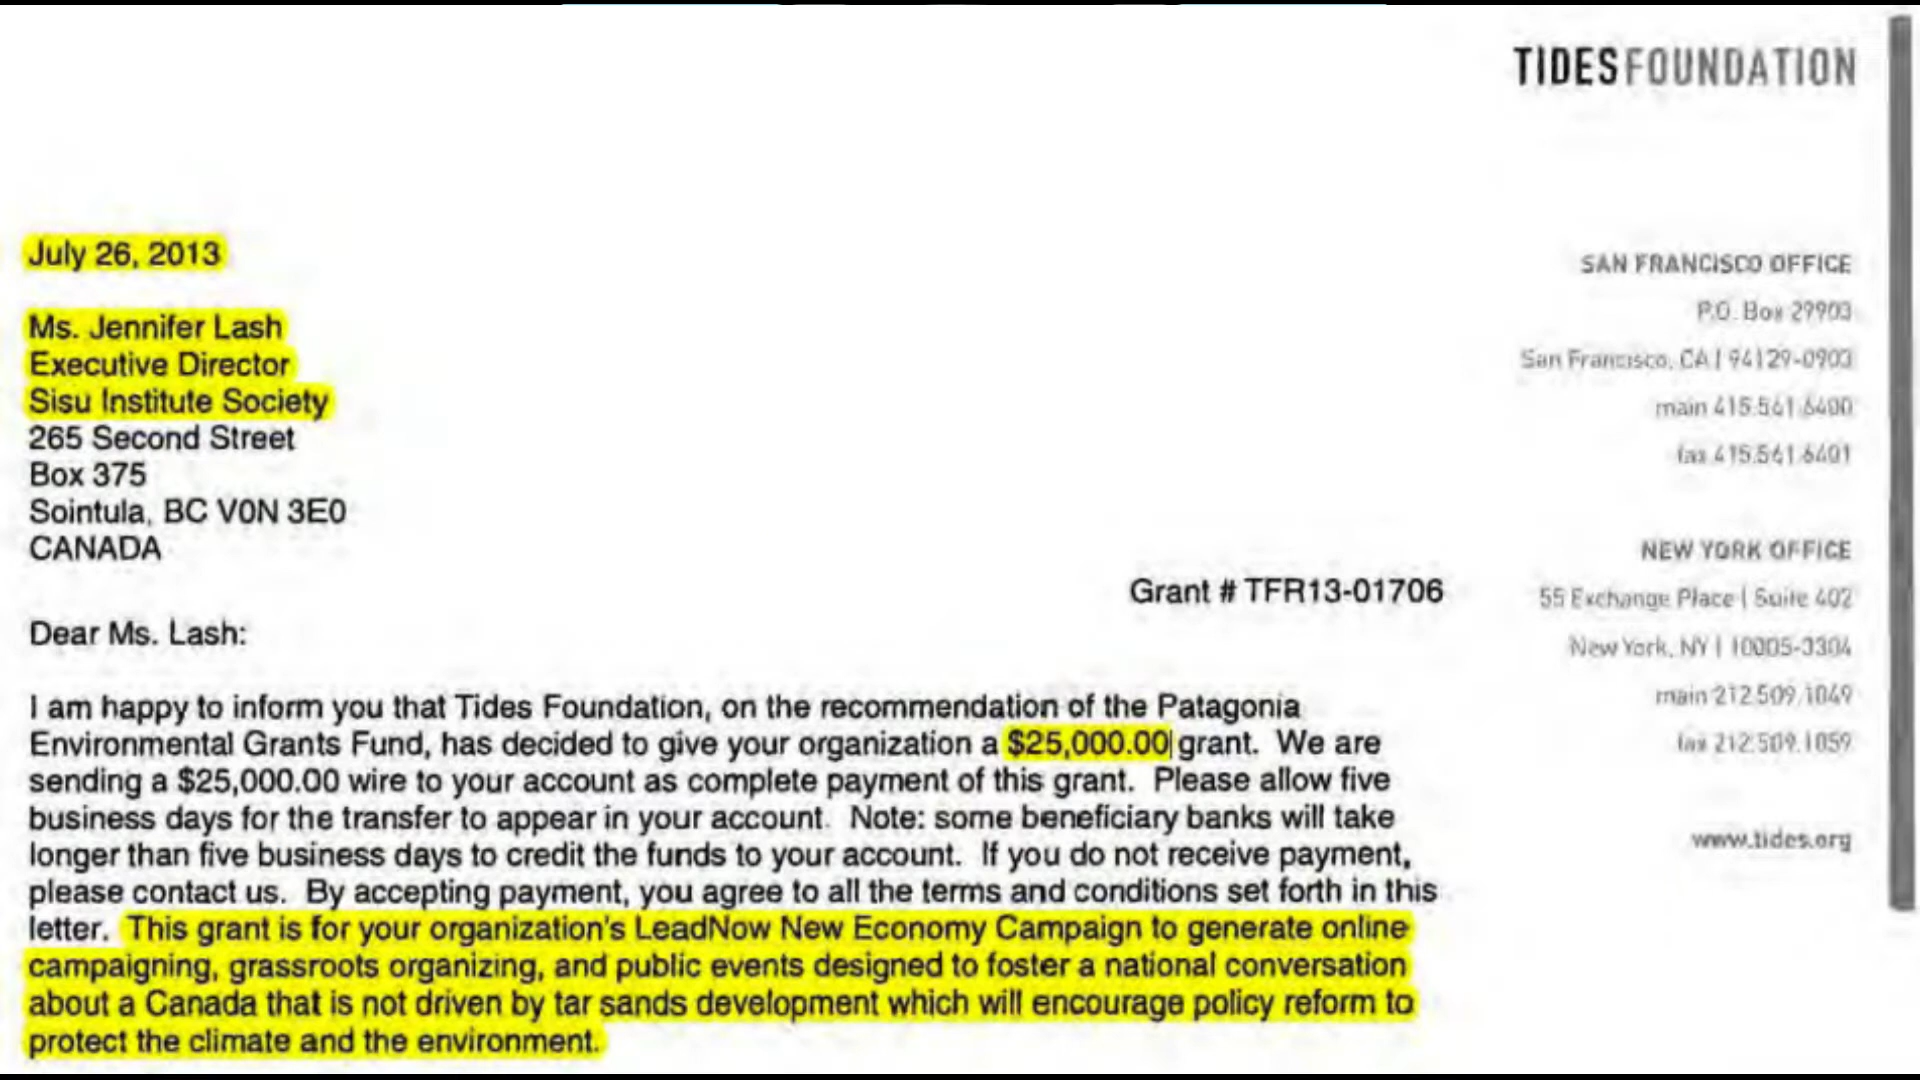 TIDESFOUNDATION
July 26, 2013
Ms. Jennifer Lash
Executive Director
Sisu Institute Society
265 Second Street
Box 375
Sointula, BC V0N 3E0
CANADA
Grant # TFR13-01706
Dear Ms. Lash:
I am happy to inform you that Tides Foundation, on the recommendation of the Patagonia
Environmental Grants Fund, has decided to give your organization a $25,000.00 grant. We are
sending a $25,000.00 wire to your account as complete payment of this grant. Please allow five
business days for the transfer to appear in your account. Note: some beneficiary banks will take
longer than five business days to credit the funds to your account. If you do not receive payment,
please contact us. By accepting payment, you agree to all the terms and conditions set forth in this
letter. This grant is for your organization's LeadNow New Economy Campaign to generate online
campaigning, grassroots organizing, and public events designed to foster a national conversation
about a Canada that is not driven by tar sands development which will encourage policy reform to
protect the climate and the environment.
SAN FRANCISCO OFFICE
P.O. Box 29903
San Francisco, CA | 94129-0903
main 415.561.6400
fax 415.561.6401
NEW YORK OFFICE
55 Exchange Place | Suite 402
New York, NY | 10005-3304
main 212.509.1049
fax 212.509.1059
www.tides.org